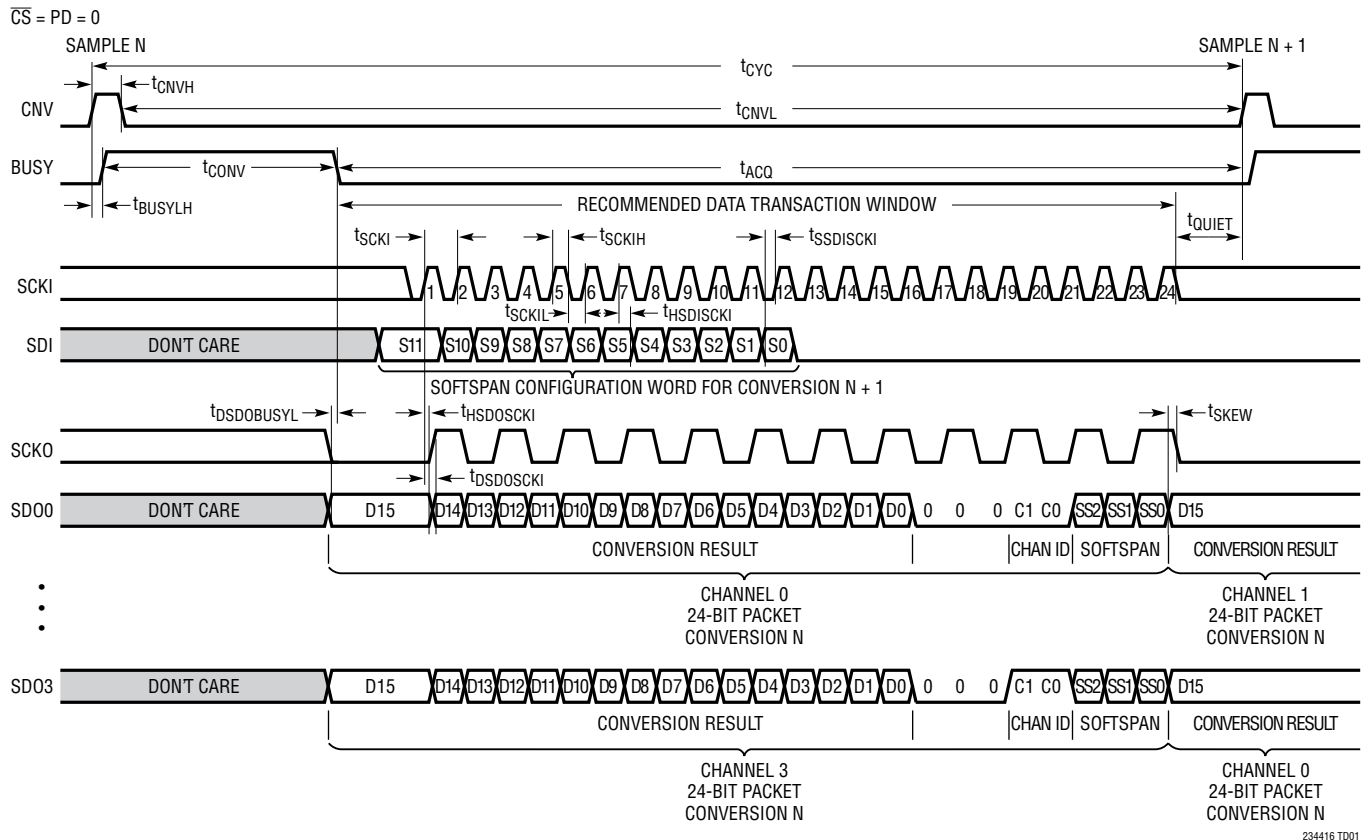 CS = PD = 0
SAMPLE N
SAMPLE N + 1
tCYC
tCNVH
CNV
tCNVL
BUSY
tCONV
tACQ
tBUSYLH
RECOMMENDED DATA TRANSACTION WINDOW
tQUIET
tSCKI
tSCKIH
tSSDISCKI
SCKI
1 2 3 4 5 6 7 8 9 10 11 12 13 14 15 16 17 18 19 20 21 22 23 24
tSCKIL
tHSDISCKI
SDI
DON'T CARE
S11 S10 S9 S8 S7 S6 S5 S4 S3 S2 S1 S0
SOFTSPAN CONFIGURATION WORD FOR CONVERSION N + 1
tDSDOBUSYL
tHSDOSCKI
tSKEW
SCKO
tDSDOSCKI
SDO0
DON'T CARE
D15 D14 D13 D12 D11 D10 D9 D8 D7 D6 D5 D4 D3 D2 D1 D0 0 0 0 C1 C0 SS2 SS1 SS0 D15
CONVERSION RESULT
CHAN ID
SOFTSPAN
CONVERSION RESULT
CHANNEL 0
24-BIT PACKET
CONVERSION N
CHANNEL 1
24-BIT PACKET
CONVERSION N
SDO3
DON'T CARE
D15 D14 D13 D12 D11 D10 D9 D8 D7 D6 D5 D4 D3 D2 D1 D0 0 0 0 C1 C0 SS2 SS1 SS0 D15
CONVERSION RESULT
CHAN ID
SOFTSPAN
CONVERSION RESULT
CHANNEL 3
24-BIT PACKET
CONVERSION N
CHANNEL 0
24-BIT PACKET
CONVERSION N
234416 TD01